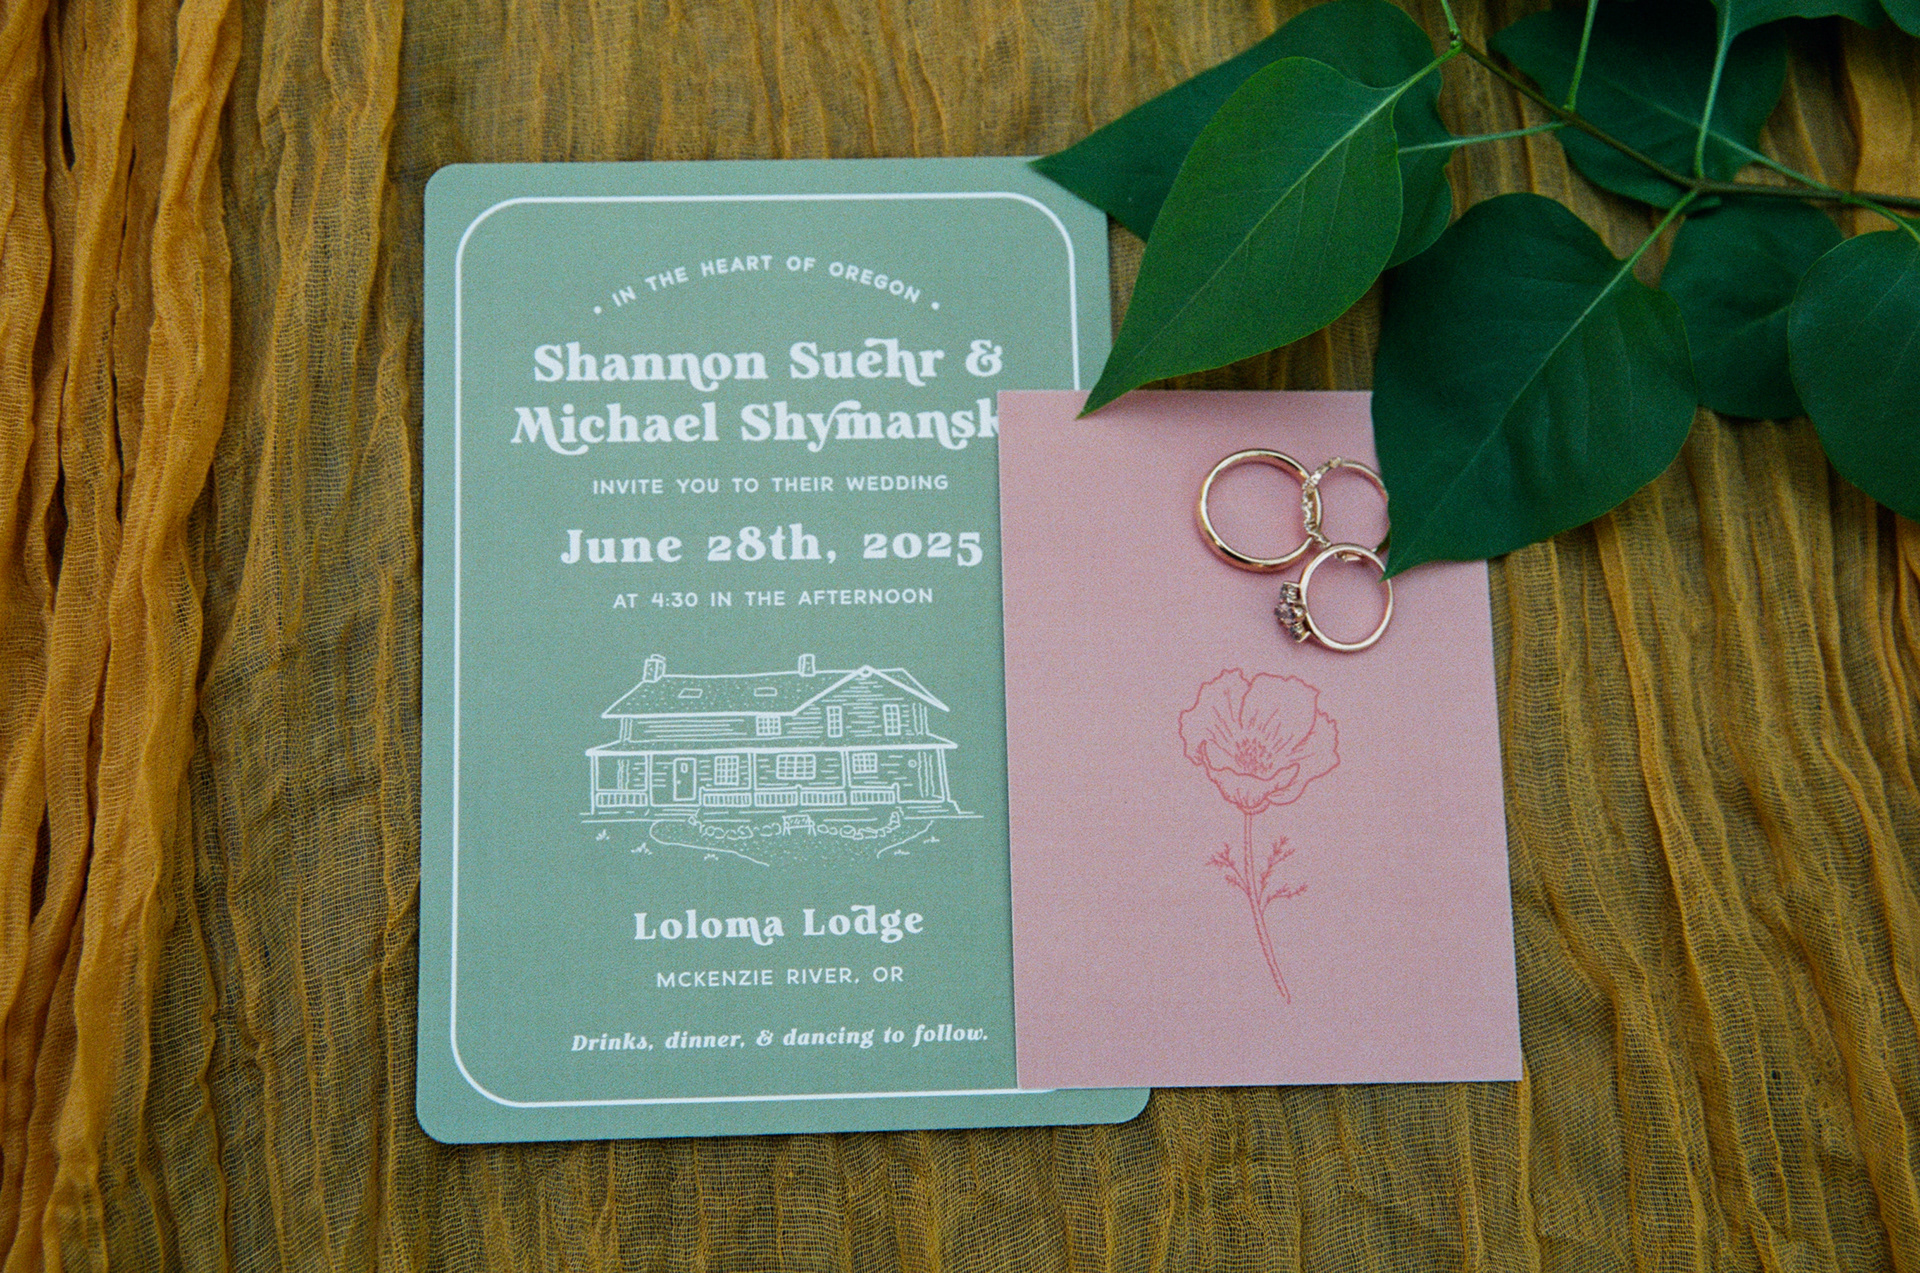 • IN THE HEART OF OREGON •
Shannon Suehr &
Michael Shymansk
INVITE YOU TO THEIR WEDDING
June 28th, 2025
AT 4:30 IN THE AFTERNOON
Loloma Lodge
MCKENZIE RIVER, OR
Drinks, dinner, & dancing to follow.